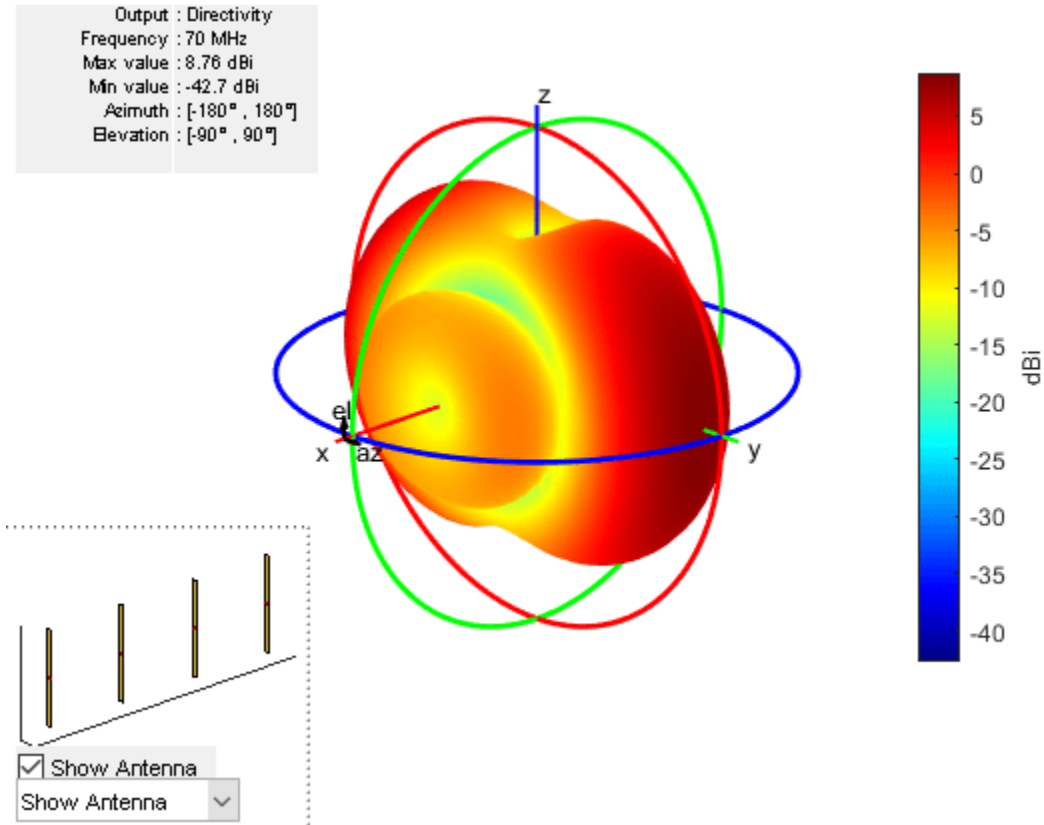 Output : Directivity
Frequency : 70 MHz
Max value : 8.76 dBi
Min value : -42.7 dBi
Azimuth : [-180° , 180°]
Elevation : [-90° , 90°]
z
el
x
az
y
5
0
-5
-10
-15
-20
-25
-30
-35
-40
dBi
Show Antenna
Show Antenna